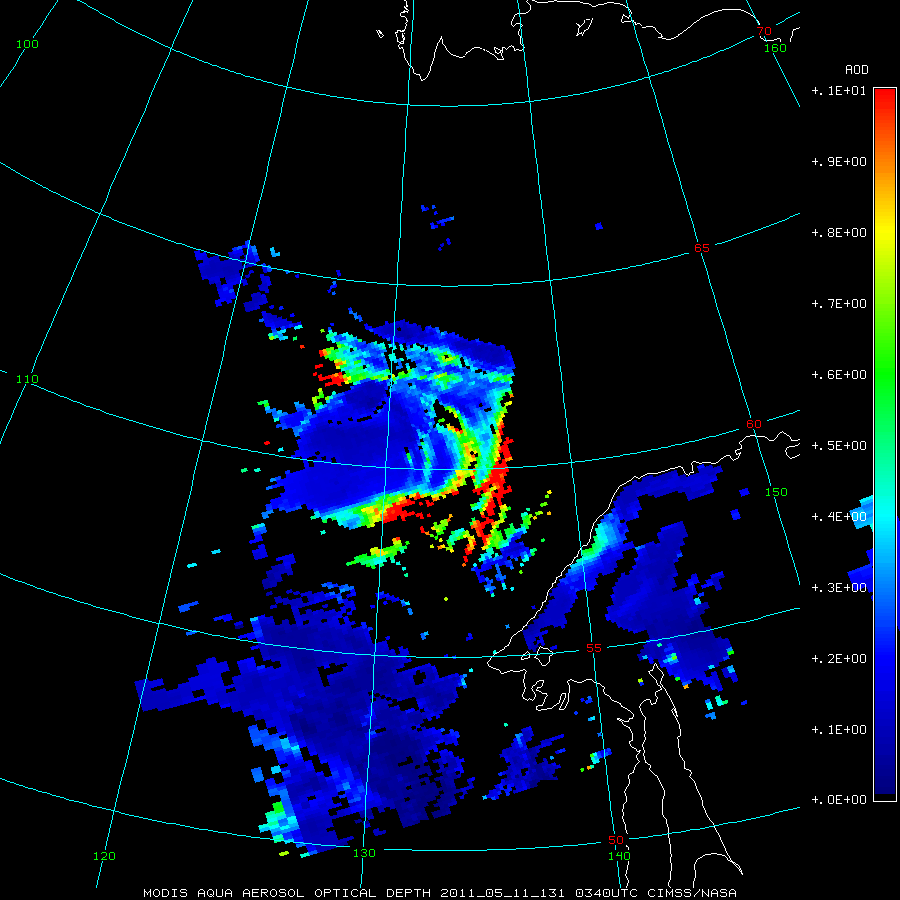 70
100
160
AOD
+.1E+01
+.9E+00
+.8E+00
65
+.7E+00
110
+.6E+00
60
+.5E+00
150
+.4E+00
+.3E+00
55
+.2E+00
+.1E+00
+.0E+00
50
120
130
140
MODIS AQUA AEROSOL OPTICAL DEPTH 2011_05_11_131 0340UTC CIMSS/NASA